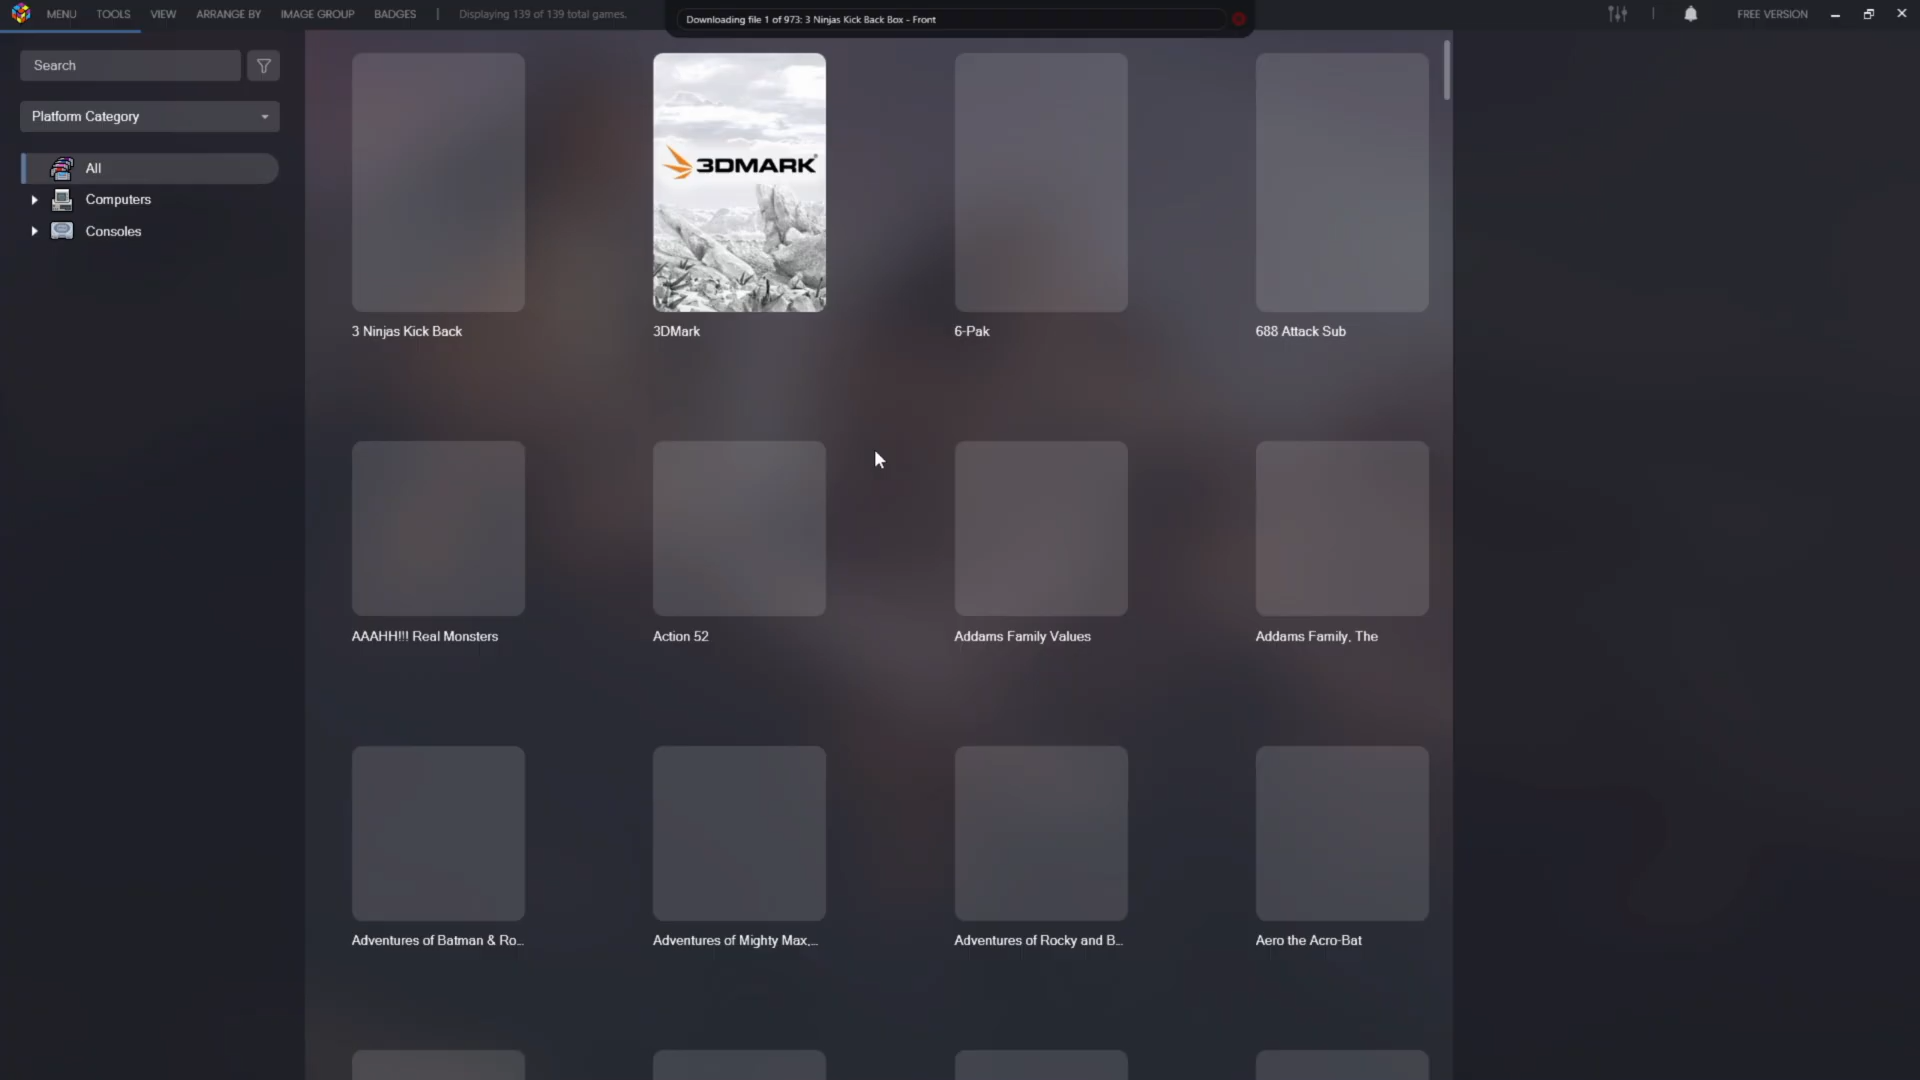 MENU TOOLS VIEW ARRANGE BY IMAGE GROUP BADGES | Displaying 139 of 139 total games.
Downloading file 1 of 973: 3 Ninjas Kick Back Box - Front
FREE VERSION
Search
Platform Category
All
Computers
Consoles
3DMARK
3 Ninjas Kick Back
3DMark
6-Pak
688 Attack Sub
AAAHH!!! Real Monsters
Action 52
Addams Family Values
Addams Family, The
Adventures of Batman & Ro...
Adventures of Mighty Max,...
Adventures of Rocky and B...
Aero the Acro-Bat